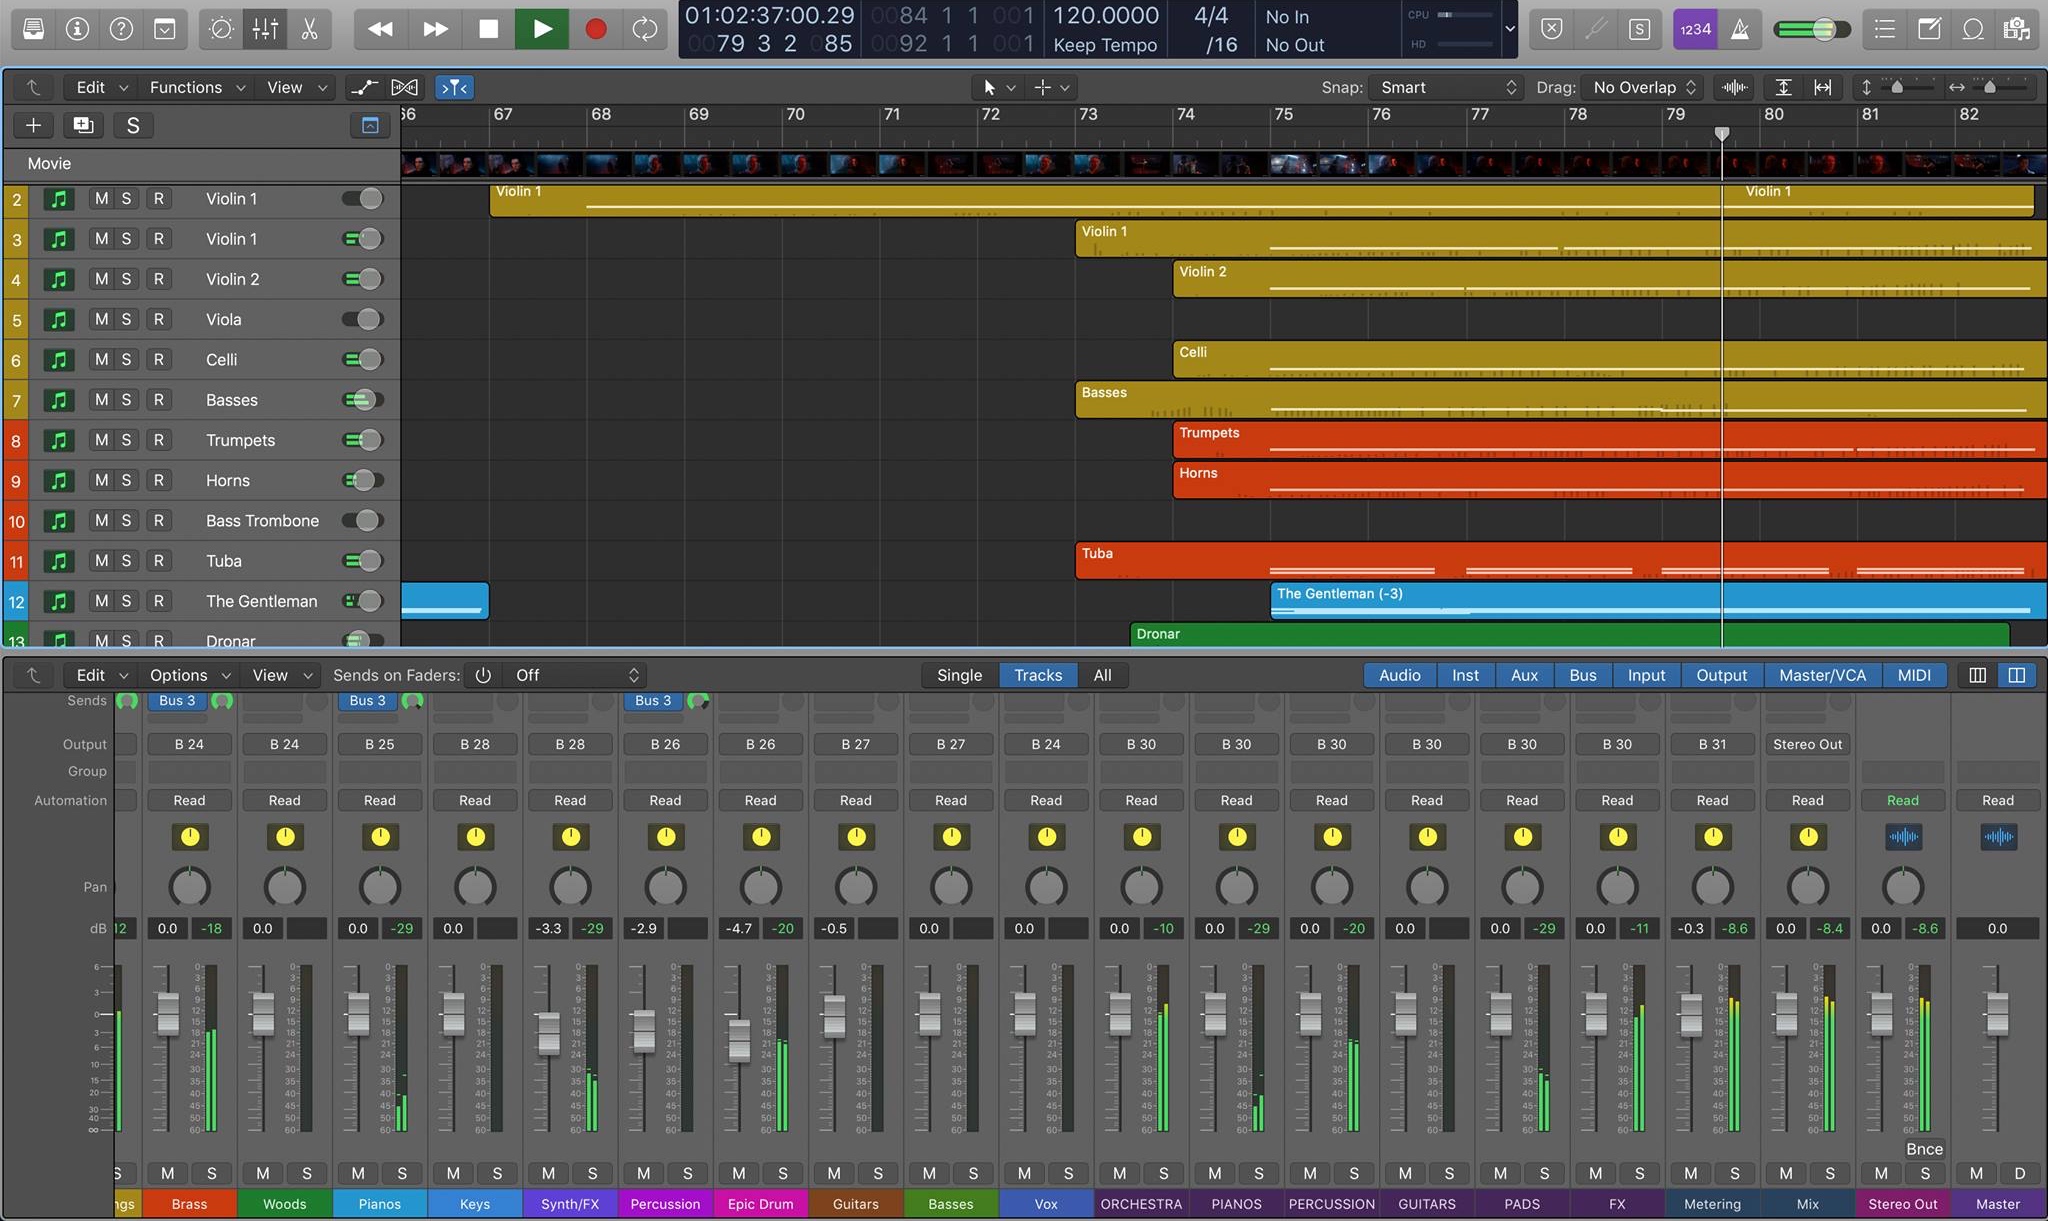 01:02:37:00.29 0084 1 1 001 120.0000 4/4 No In CPU
0079 3 2 085 0092 1 1 001 Keep Tempo /16 No Out HD
S 1234
Edit Functions View Snap: Smart Drag: No Overlap
S 66 67 68 69 70 71 72 73 74 75 76 77 78 79 80 81 82
Movie
2 M S R Violin 1 Violin 1 Violin 1
3 M S R Violin 1 Violin 1
4 M S R Violin 2 Violin 2
5 M S R Viola
6 M S R Celli Celli
7 M S R Basses Basses
8 M S R Trumpets Trumpets
9 M S R Horns Horns
10 M S R Bass Trombone
11 M S R Tuba Tuba
12 M S R The Gentleman The Gentleman (-3)
13 M S R Dronar Dronar
Edit Options View Sends on Faders: Off Single Tracks All Audio Inst Aux Bus Input Output Master/VCA MIDI
Sends Bus 3 Bus 3 Bus 3
Output B 24 B 24 B 25 B 28 B 28 B 26 B 26 B 27 B 27 B 24 B 30 B 30 B 30 B 30 B 30 B 30 B 31 Stereo Out
Group
Automation Read Read Read Read Read Read Read Read Read Read Read Read Read Read Read Read Read Read Read Read
Pan
dB 12 0.0 -18 0.0 0.0 -29 0.0 -3.3 -29 -2.9 -4.7 -20 -0.5 0.0 0.0 0.0 -10 0.0 -29 0.0 -20 0.0 0.0 -29 0.0 -11 -0.3 -8.6 0.0 -8.4 0.0 -8.6 0.0
Bnce
S M S M S M S M S M S M S M S M S M S M S M S M S M S M S M S M S M S M S M D
ngs Brass Woods Pianos Keys Synth/FX Percussion Epic Drum Guitars Basses Vox ORCHESTRA PIANOS PERCUSSION GUITARS PADS FX Metering Mix Stereo Out Master